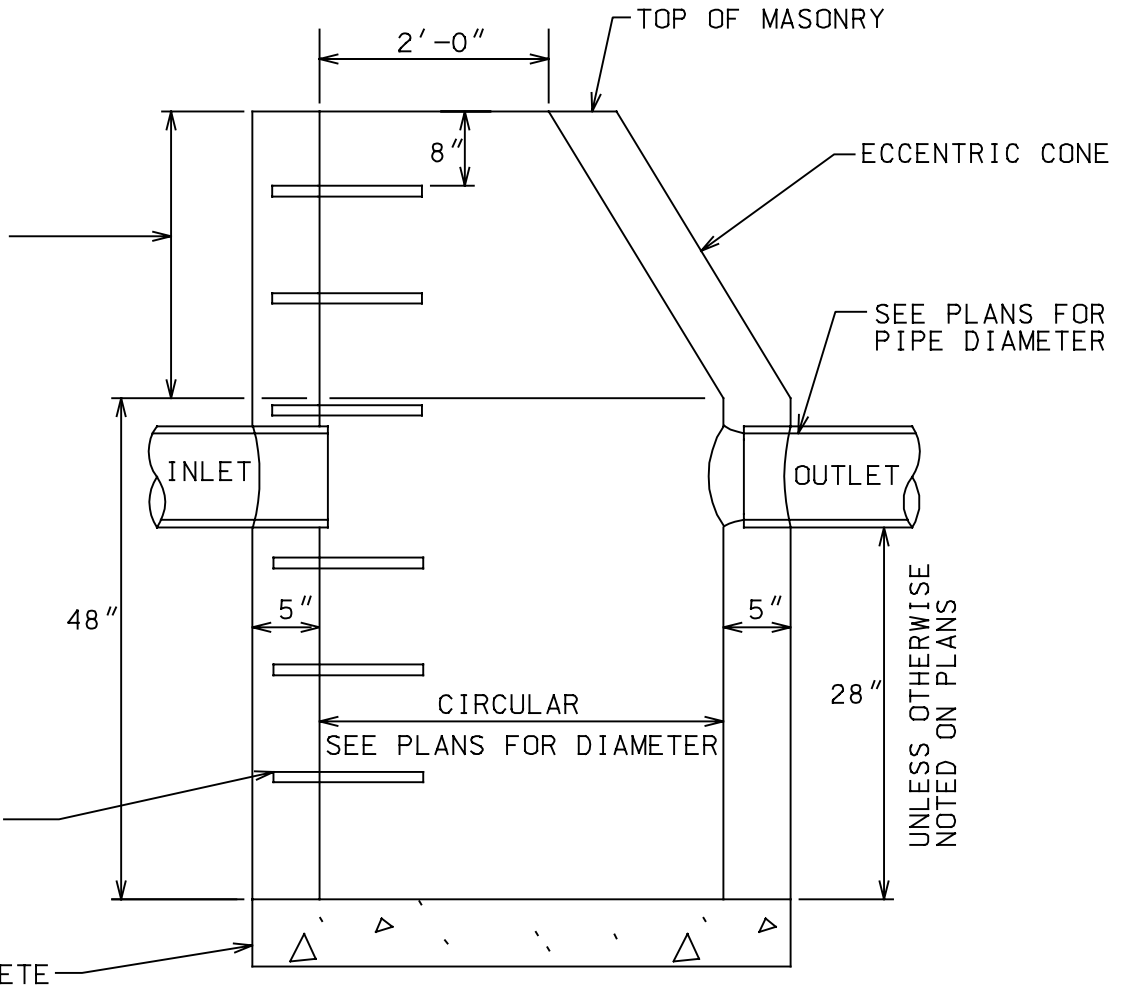 TOP OF MASONRY
2'-0"
8"
ECCENTRIC CONE
SEE PLANS FOR
PIPE DIAMETER
INLET
OUTLET
48"
5"
5"
28"
UNLESS OTHERWISE
NOTED ON PLANS
CIRCULAR
SEE PLANS FOR DIAMETER
ETE